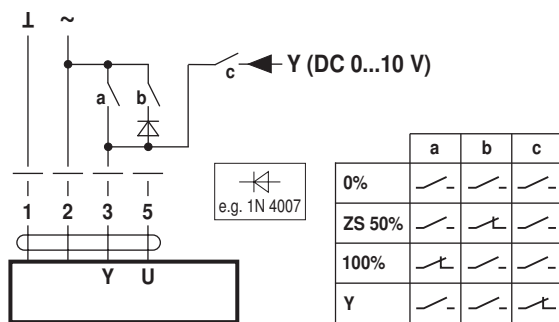 ⊥ ~
a b c Y (DC 0...10 V)
e.g. 1N 4007
1 2 3 5
Y U
a b c
0%
ZS 50%
100%
Y